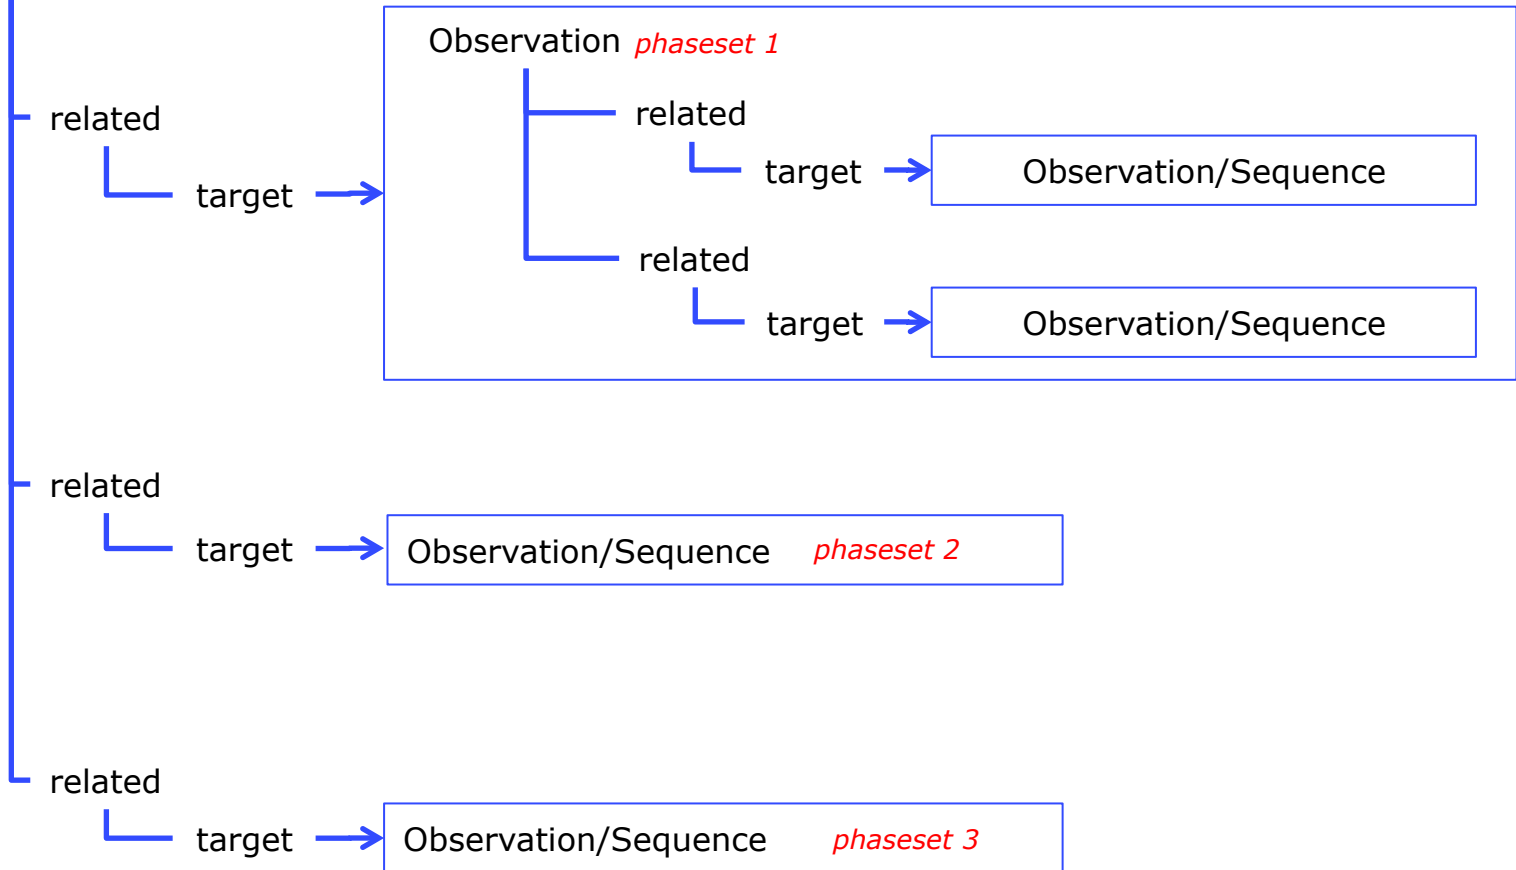 Observation phaseset 1
related
related
target
Observation/Sequence
target
related
target
Observation/Sequence
related
target
Observation/Sequence phaseset 2
related
target
Observation/Sequence phaseset 3